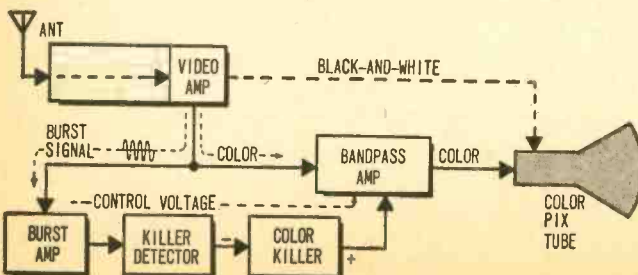 ANT
VIDEO
AMP
BLACK-AND-WHITE
BURST
SIGNAL
COLOR
BANDPASS
AMP
COLOR
CONTROL VOLTAGE
COLOR
PIX
TUBE
BURST
AMP
KILLER
DETECTOR
-
COLOR
KILLER
+